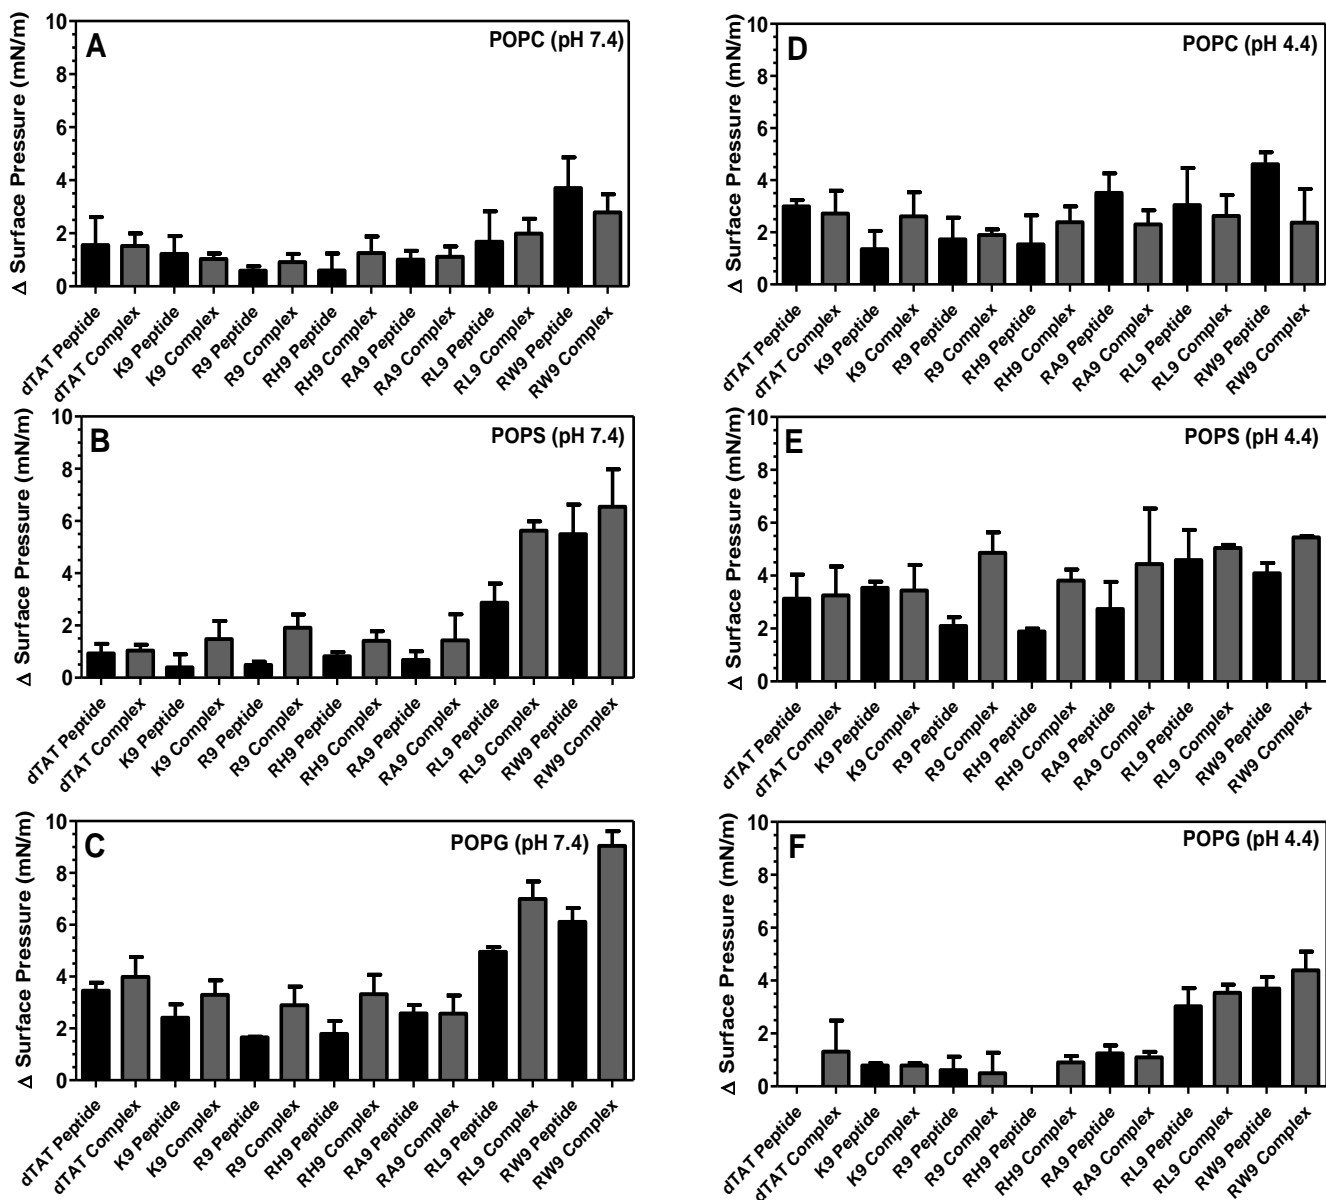 A
POPC (pH 7.4)
Δ Surface Pressure (mN/m)
10
8
6
4
2
0
dTAT Peptide
dTAT Complex
K9 Peptide
K9 Complex
R9 Peptide
R9 Complex
RH9 Peptide
RH9 Complex
RA9 Peptide
RA9 Complex
RL9 Peptide
RL9 Complex
RW9 Peptide
RW9 Complex
D
POPC (pH 4.4)
Δ Surface Pressure (mN/m)
10
8
6
4
2
0
dTAT Peptide
dTAT Complex
K9 Peptide
K9 Complex
R9 Peptide
R9 Complex
RH9 Peptide
RH9 Complex
RA9 Peptide
RA9 Complex
RL9 Peptide
RL9 Complex
RW9 Peptide
RW9 Complex
B
POPS (pH 7.4)
Δ Surface Pressure (mN/m)
10
8
6
4
2
0
dTAT Peptide
dTAT Complex
K9 Peptide
K9 Complex
R9 Peptide
R9 Complex
RH9 Peptide
RH9 Complex
RA9 Peptide
RA9 Complex
RL9 Peptide
RL9 Complex
RW9 Peptide
RW9 Complex
E
POPS (pH 4.4)
Δ Surface Pressure (mN/m)
10
8
6
4
2
0
dTAT Peptide
dTAT Complex
K9 Peptide
K9 Complex
R9 Peptide
R9 Complex
RH9 Peptide
RH9 Complex
RA9 Peptide
RA9 Complex
RL9 Peptide
RL9 Complex
RW9 Peptide
RW9 Complex
C
POPG (pH 7.4)
Δ Surface Pressure (mN/m)
10
8
6
4
2
0
dTAT Peptide
dTAT Complex
K9 Peptide
K9 Complex
R9 Peptide
R9 Complex
RH9 Peptide
RH9 Complex
RA9 Peptide
RA9 Complex
RL9 Peptide
RL9 Complex
RW9 Peptide
RW9 Complex
F
POPG (pH 4.4)
Δ Surface Pressure (mN/m)
10
8
6
4
2
0
dTAT Peptide
dTAT Complex
K9 Peptide
K9 Complex
R9 Peptide
R9 Complex
RH9 Peptide
RH9 Complex
RA9 Peptide
RA9 Complex
RL9 Peptide
RL9 Complex
RW9 Peptide
RW9 Complex